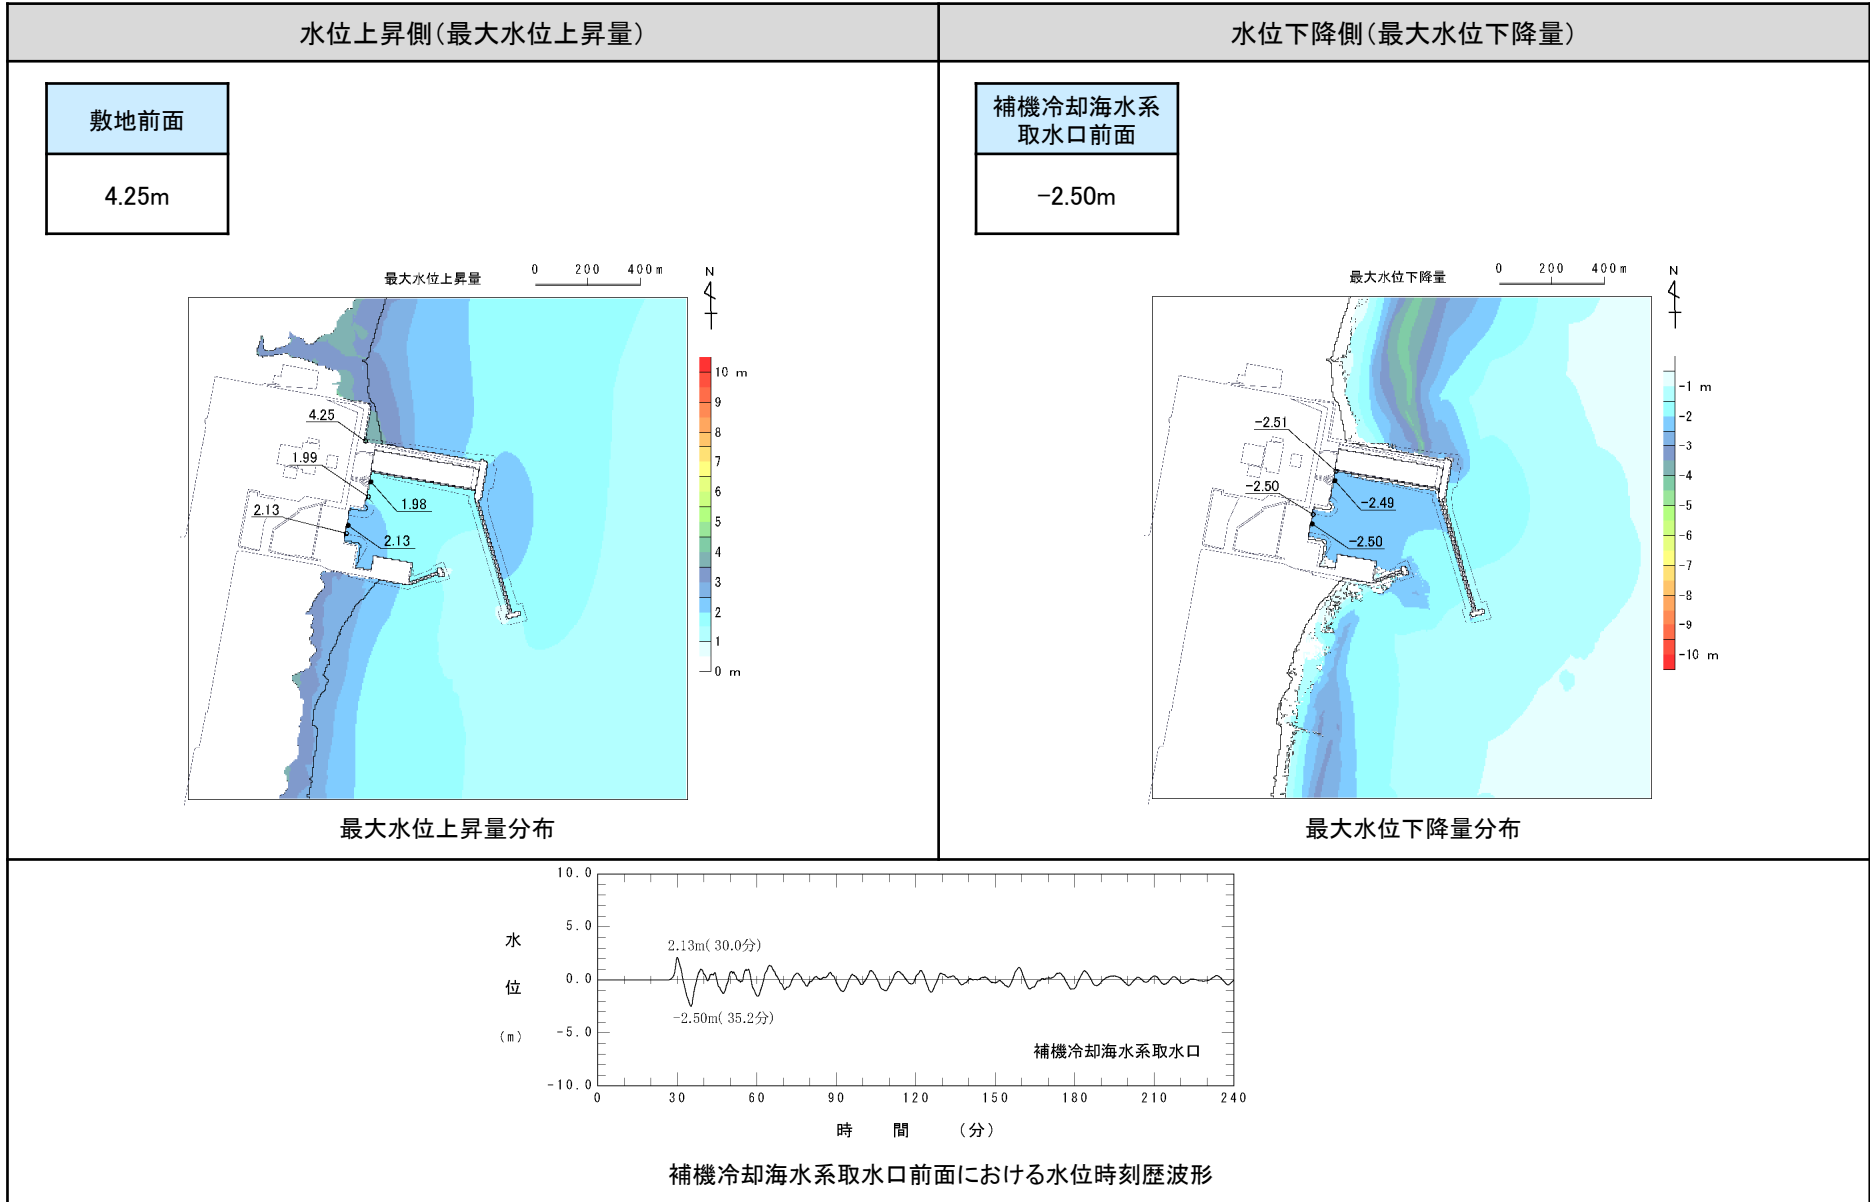 水位上昇側(最大水位上昇量)
水位下降側(最大水位下降量)
敷地前面
4.25m
補機冷却海水系
取水口前面
−2.50m
最大水位上昇量
0 200 400m
N
4.25
1.99
1.98
2.13
2.13
10 m
9
8
7
6
5
4
3
2
1
0 m
最大水位上昇量分布
最大水位下降量
0 200 400m
N
-2.51
-2.50
-2.49
-2.50
-1 m
-2
-3
-4
-5
-6
-7
-8
-9
-10 m
最大水位下降量分布
10.0
5.0
0.0
-5.0
-10.0
水位
(m)
2.13m( 30.0分)
-2.50m( 35.2分)
補機冷却海水系取水口
0 30 60 90 120 150 180 210 240
時 間 (分)
補機冷却海水系取水口前面における水位時刻歴波形